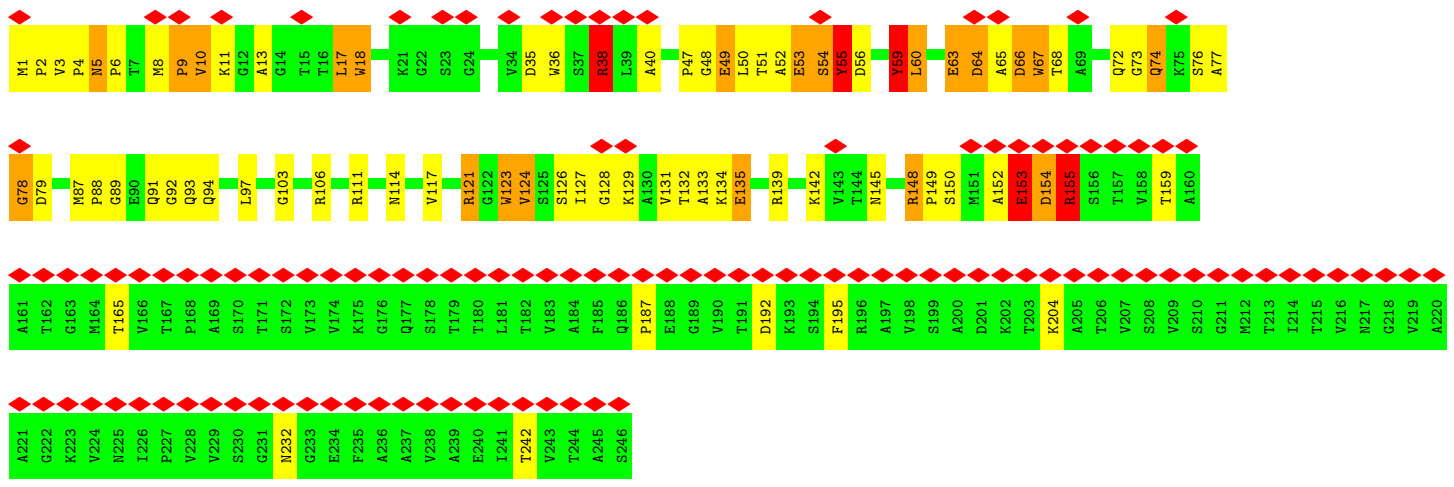 M1 P2 V3 P4 N5 P6 T7 M8 P9 V10 K11 G12 A13 G14 T15 T16 L17 W18 K21 G22 S23 G24 V34 D35 W36 S37 R38 L39 A40 P47 G48 E49 L50 T51 A52 E53 S54 Y55 D56 Y59 L60 E63 D64 A65 D66 W67 T68 A69 Q72 G73 Q74 K75 S76 A77
G78 D79 M87 P88 G89 E90 Q91 G92 Q93 Q94 L97 G103 R106 R111 N114 V117 R121 G122 W123 V124 S125 S126 I127 G128 K129 A130 V131 T132 A133 K134 E135 R139 K142 V143 T144 N145 R148 P149 S150 M151 A152 E153 D154 R155 S156 T157 V158 T159 A160
A161 T162 G163 M164 T165 V166 T167 P168 A169 S170 T171 S172 V173 V174 K175 G176 Q177 S178 T179 T180 L181 T182 V183 A184 F185 Q186 P187 E188 G189 V190 T191 D192 K193 S194 F195 R196 A197 V198 S199 A200 D201 K202 T203 K204 A205 T206 V207 S208 V209 S210 G211 M212 T213 I214 T215 V216 N217 G218 V219 A220
A221 G222 K223 V224 N225 I226 P227 V228 V229 S230 G231 N232 G233 E234 F235 A236 A237 V238 A239 E240 I241 T242 V243 T244 A245 S246